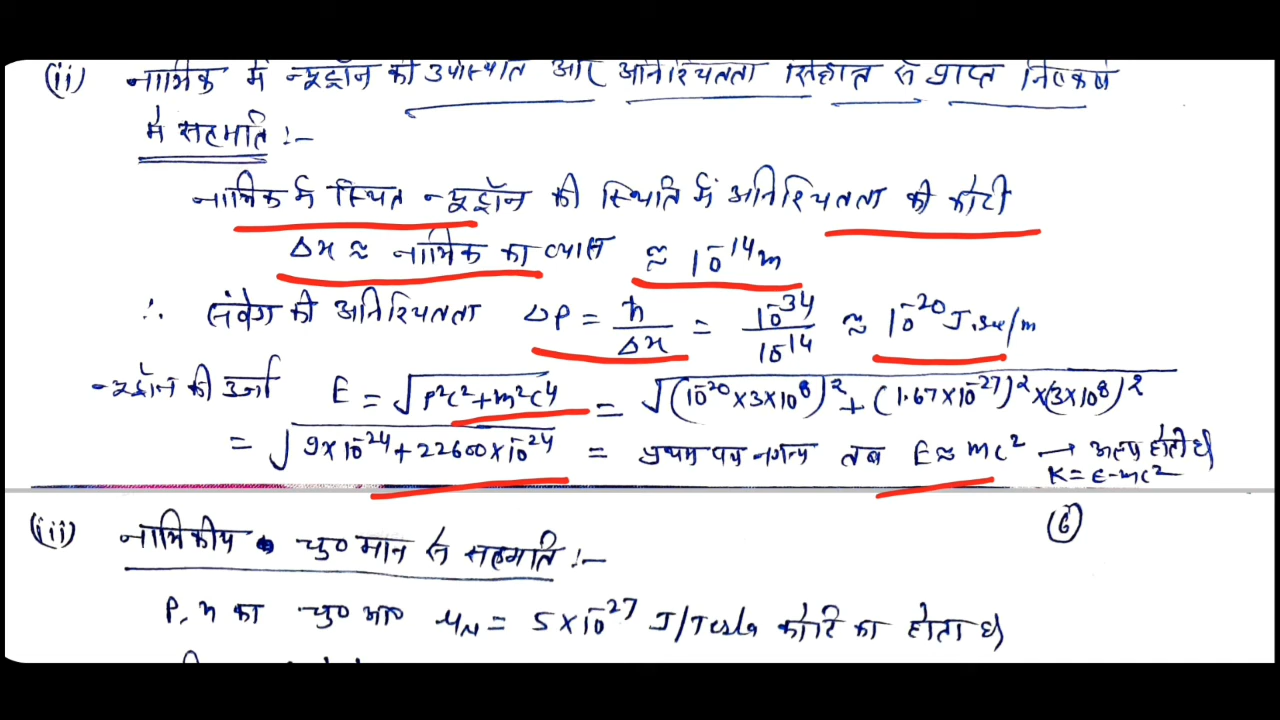 (ii) नाभिक में न्यूट्रॉन की उपस्थिति और अनिश्चितता सिद्धांत से प्राप्त निष्कर्ष
में सहमति :-
नाभिक में स्थित न्यूट्रॉन की स्थिति में अनिश्चितता की कोटी
Δx ≈ नाभिक का व्यास ≈ 10⁻¹⁴m
∴ संवेग की अनिश्चितता Δp = ℏ/Δx = 10⁻³⁴/10⁻¹⁴ ≈ 10⁻²⁰ J.sec/m
न्यूट्रॉन की उर्जा E = √(p²c²+m²c⁴) = √((10⁻²⁰×3×10⁸)² + (1.67×10⁻²⁷)²×(3×10⁸)²)
= √(9×10⁻²⁴+22600×10⁻²⁴) = प्रथम पद नगण्य तब E ≈ mc² → अल्प होती है
K = E-mc²
(6)
(iii) नाभिकीय चु० मान से सहमति :-
P, n का चु० आ० μN = 5×10⁻²⁷ J/Tesla कोटि का होता है